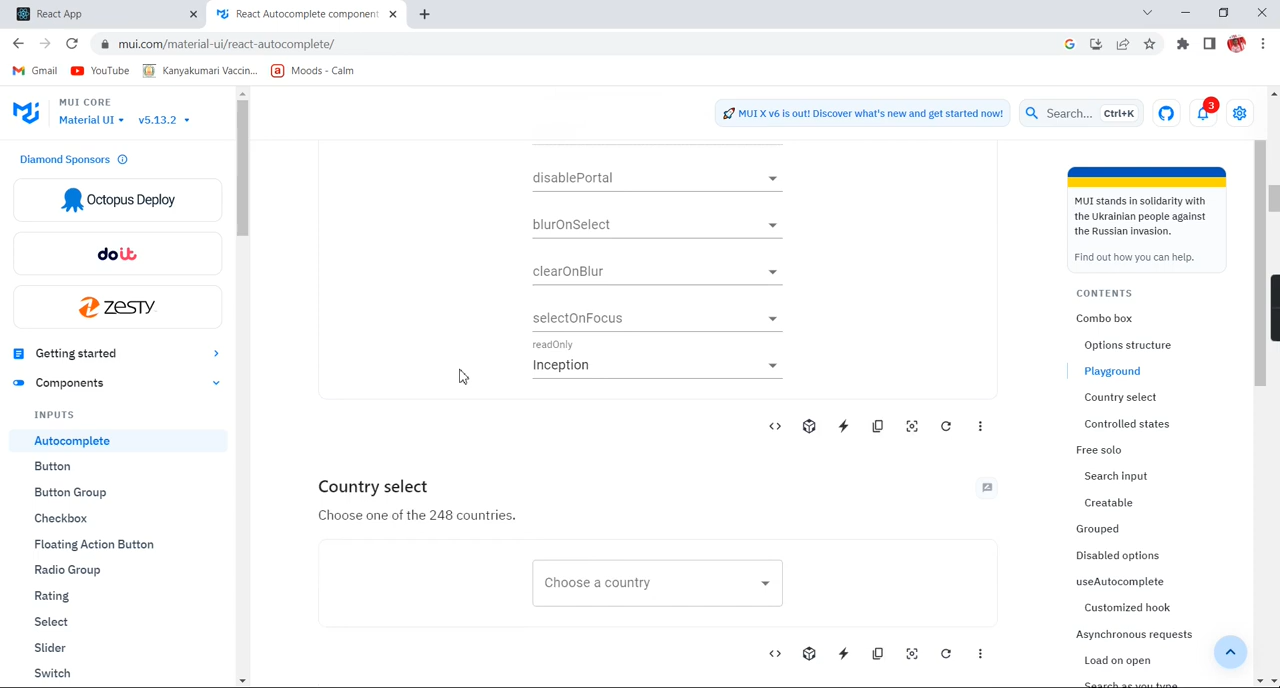 React App
React Autocomplete component
mui.com/material-ui/react-autocomplete/
Gmail
YouTube
Kanyakumari Vaccin...
Moods - Calm
MUI CORE
Material UI
v5.13.2
🚀 MUI X v6 is out! Discover what's new and get started now!
Search...
Ctrl+K
3
Diamond Sponsors
Octopus Deploy
doit
ZESTY
Getting started
Components
INPUTS
Autocomplete
Button
Button Group
Checkbox
Floating Action Button
Radio Group
Rating
Select
Slider
Switch
disablePortal
blurOnSelect
clearOnBlur
selectOnFocus
readOnly
Inception
Country select
Choose one of the 248 countries.
Choose a country
MUI stands in solidarity with
the Ukrainian people against
the Russian invasion.
Find out how you can help.
CONTENTS
Combo box
Options structure
Playground
Country select
Controlled states
Free solo
Search input
Creatable
Grouped
Disabled options
useAutocomplete
Customized hook
Asynchronous requests
Load on open
Search as you type